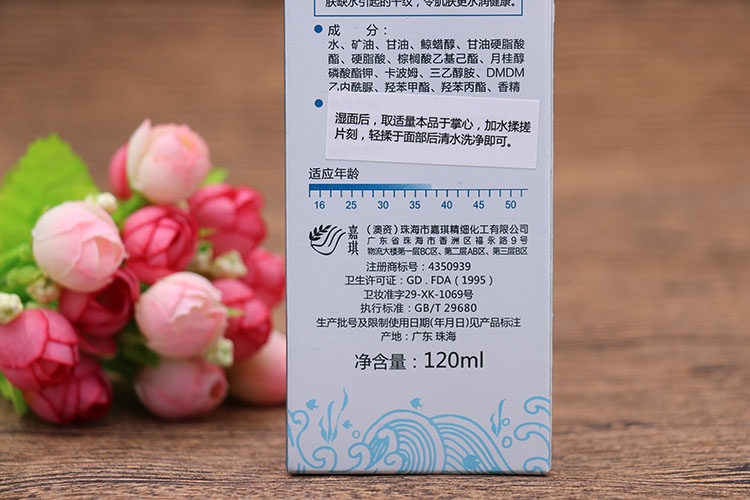 肤缺水引起的干纹，令肌肤更水润健康。
成 分：
水、矿油、甘油、鲸蜡醇、甘油硬脂酸
酯、硬脂酸、棕榈酸乙基己酯、月桂醇
磷酸酯钾、卡波姆、三乙醇胺、DMDM
乙内酰脲、羟苯甲酯、羟苯丙酯、香精
湿面后，取适量本品于掌心，加水揉搓
片刻，轻揉于面部后清水洗净即可。
适应年龄
16 25 30 35 40 45 50
嘉琪
（澳资）珠海市嘉琪精细化工有限公司
广东省珠海市香洲区福永路9号
物流大楼第一层BC区、第二层AB区、第三层B区
注册商标号：4350939
卫生许可证：GD．FDA（1995）
卫妆准字29-XK-1069号
执行标准：GB/T 29680
生产批号及限制使用日期(年月日)见产品标注
产地：广东 珠海
净含量：120ml